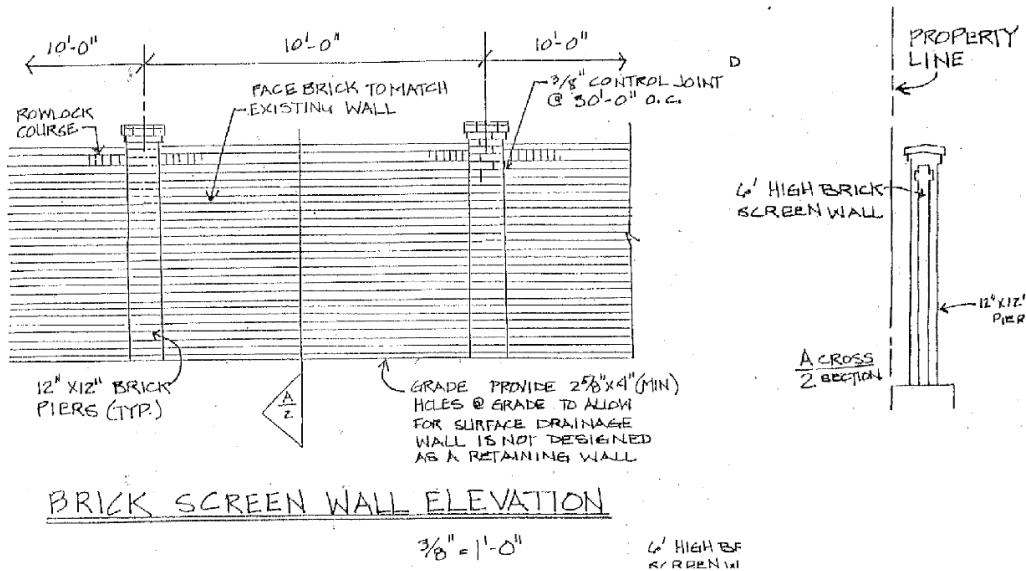 10'-0" 10'-0" 10'-0"
D
PROPERTY
LINE
FACE BRICK TO MATCH
EXISTING WALL
3/8" CONTROL JOINT
@ 30'-0" O.C.
ROWLOCK
COURSE
6' HIGH BRICK
SCREEN WALL
12" X 12"
PIER
A CROSS
2 SECTION
12" X 12" BRICK
PIERS (TYP.)
A
2
GRADE PROVIDE 2 5/8" X 4" (MIN)
HOLES @ GRADE TO ALLOW
FOR SURFACE DRAINAGE
WALL IS NOT DESIGNED
AS A RETAINING WALL
BRICK SCREEN WALL ELEVATION
3/8" = 1'-0"
6' HIGH BR
SCREEN W